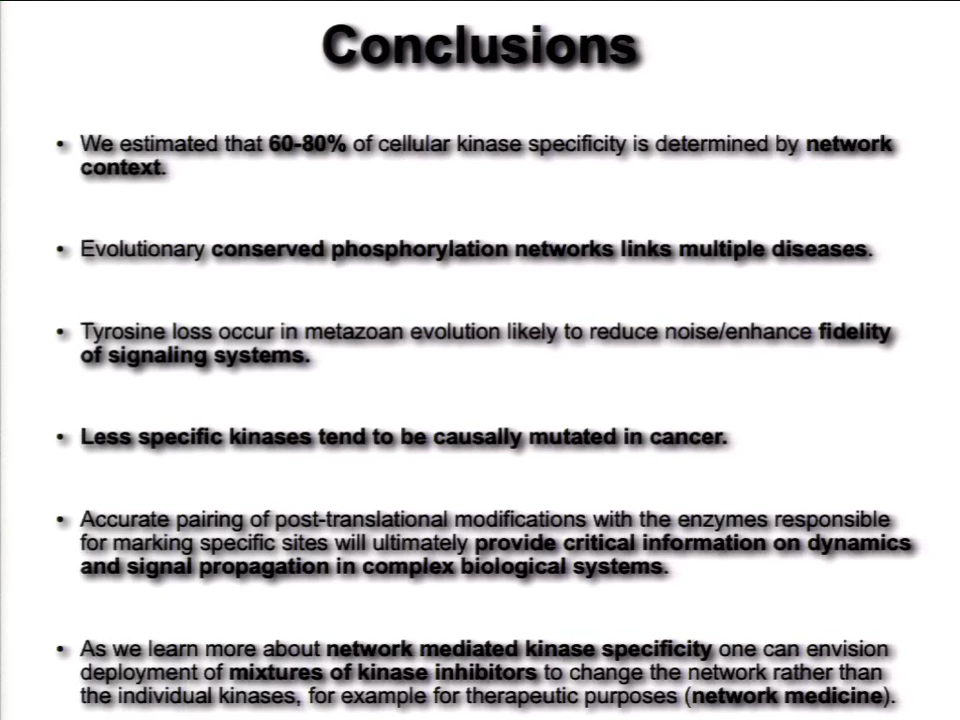 Conclusions
• We estimated that 60-80% of cellular kinase specificity is determined by network
context.
• Evolutionary conserved phosphorylation networks links multiple diseases.
• Tyrosine loss occur in metazoan evolution likely to reduce noise/enhance fidelity
of signaling systems.
• Less specific kinases tend to be causally mutated in cancer.
• Accurate pairing of post-translational modifications with the enzymes responsible
for marking specific sites will ultimately provide critical information on dynamics
and signal propagation in complex biological systems.
• As we learn more about network mediated kinase specificity one can envision
deployment of mixtures of kinase inhibitors to change the network rather than
the individual kinases, for example for therapeutic purposes (network medicine).